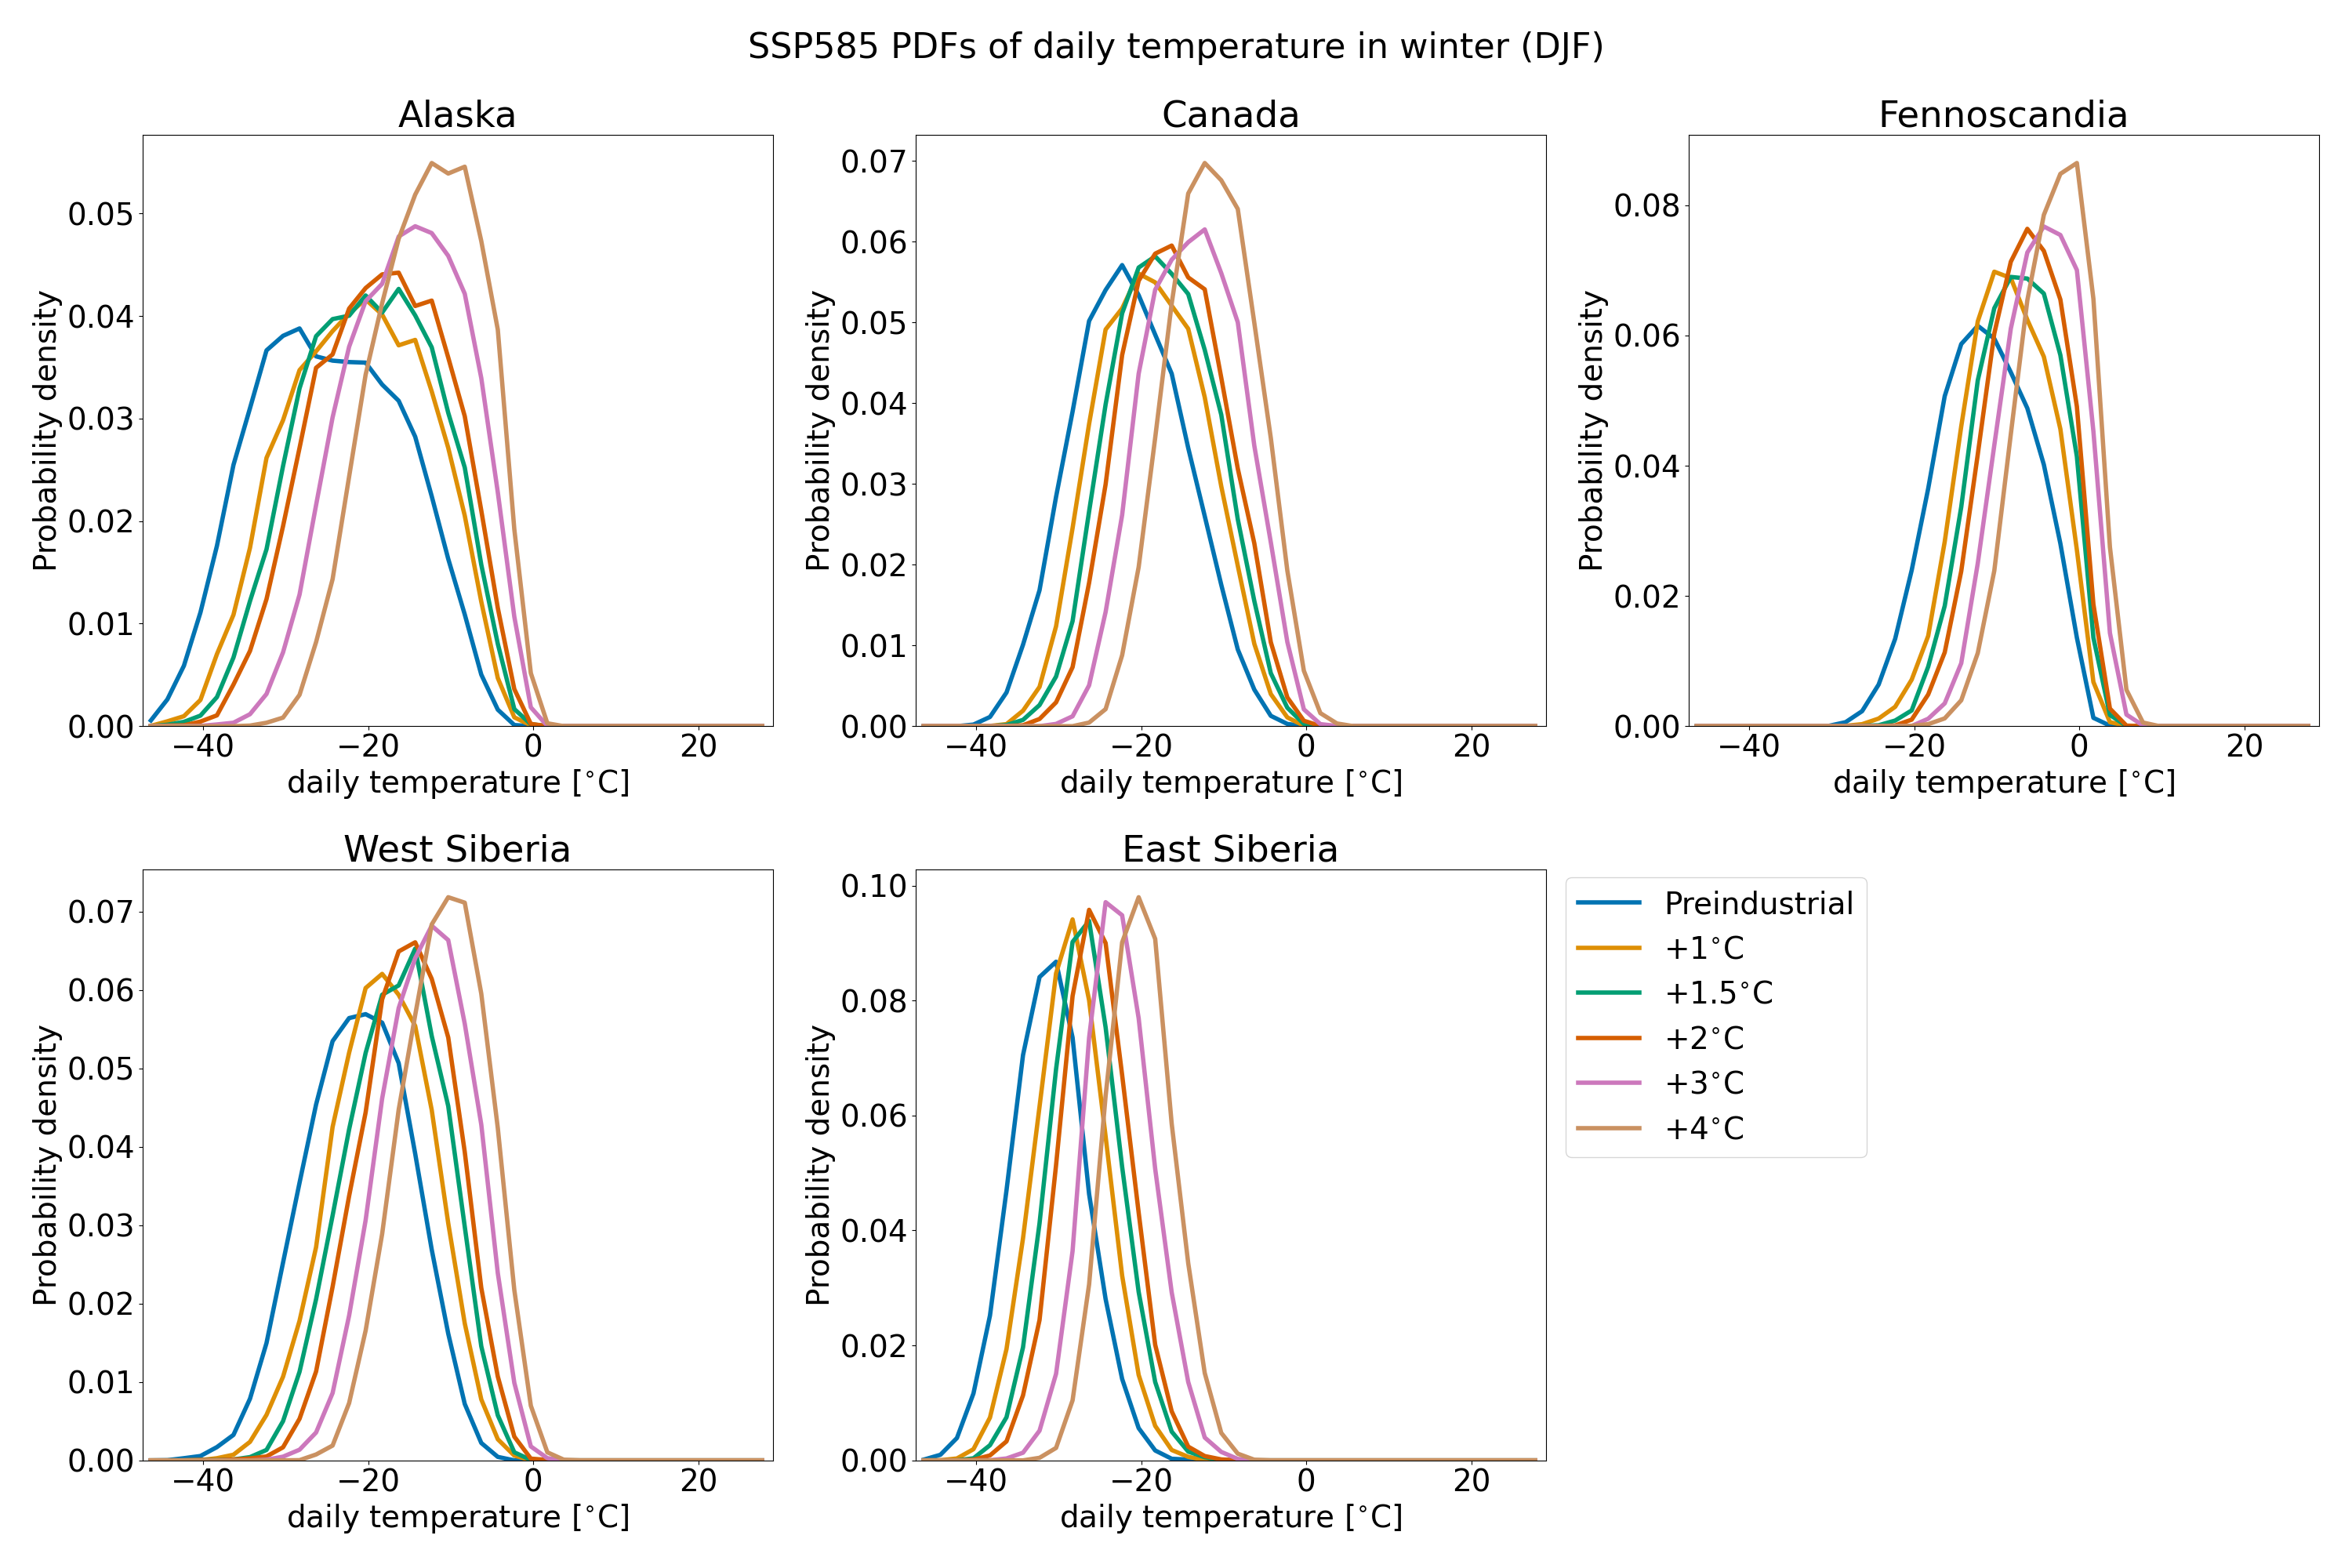 SSP585 PDFs of daily temperature in winter (DJF)
Alaska
Probability density
0.05
0.04
0.03
0.02
0.01
0.00
−40 −20 0 20
daily temperature [°C]
Canada
Probability density
0.07
0.06
0.05
0.04
0.03
0.02
0.01
0.00
−40 −20 0 20
daily temperature [°C]
Fennoscandia
Probability density
0.08
0.06
0.04
0.02
0.00
−40 −20 0 20
daily temperature [°C]
West Siberia
Probability density
0.07
0.06
0.05
0.04
0.03
0.02
0.01
0.00
−40 −20 0 20
daily temperature [°C]
East Siberia
Probability density
0.10
0.08
0.06
0.04
0.02
0.00
−40 −20 0 20
daily temperature [°C]
Preindustrial
+1°C
+1.5°C
+2°C
+3°C
+4°C